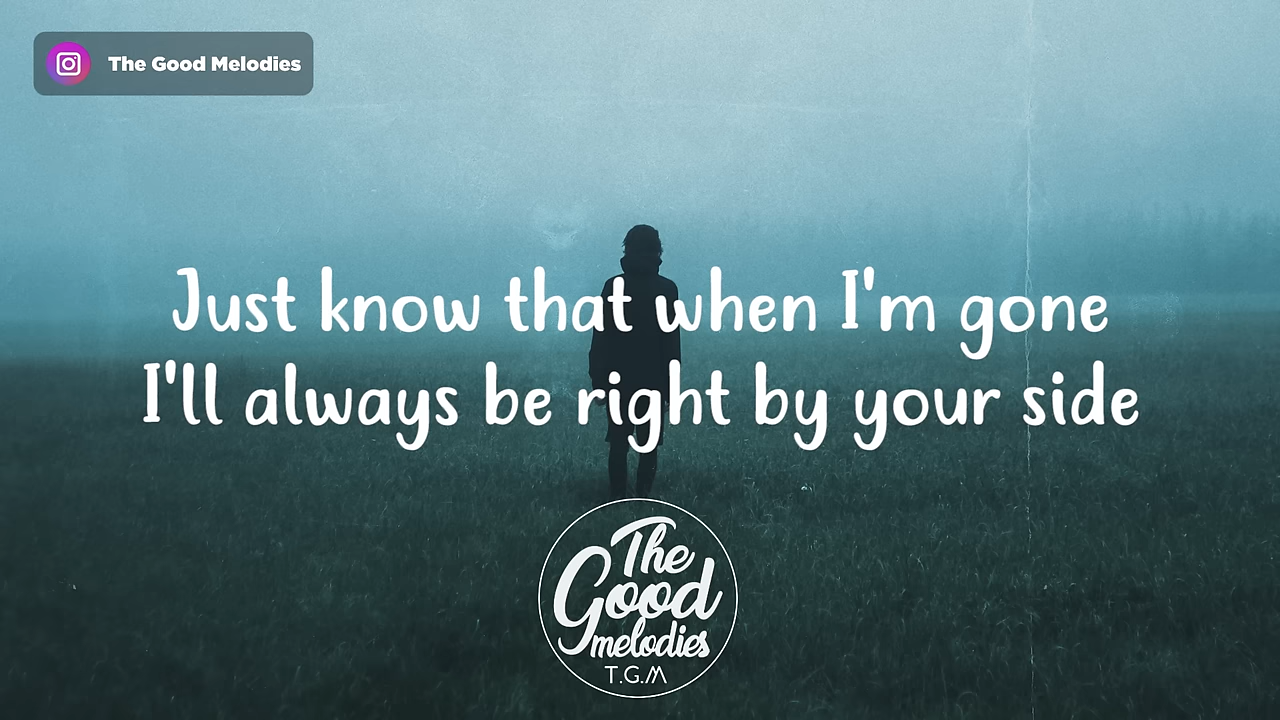 The Good Melodies
Just know that when I'm gone
I'll always be right by your side
The
Good
melodies
T.G.M